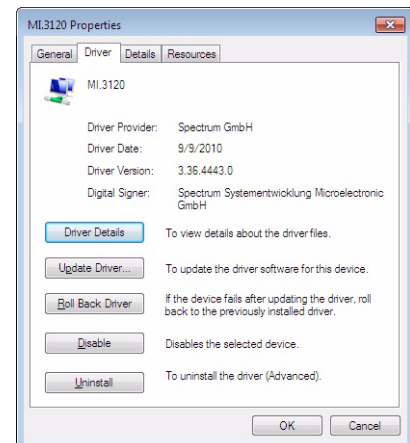 MI.3120 Properties
General Driver Details Resources
MI.3120
Driver Provider: Spectrum GmbH
Driver Date: 9/9/2010
Driver Version: 3.36.4443.0
Digital Signer: Spectrum Systementwicklung Microelectronic
GmbH
Driver Details To view details about the driver files.
Update Driver... To update the driver software for this device.
Roll Back Driver If the device fails after updating the driver, roll
back to the previously installed driver.
Disable Disables the selected device.
Uninstall To uninstall the driver (Advanced).
OK Cancel